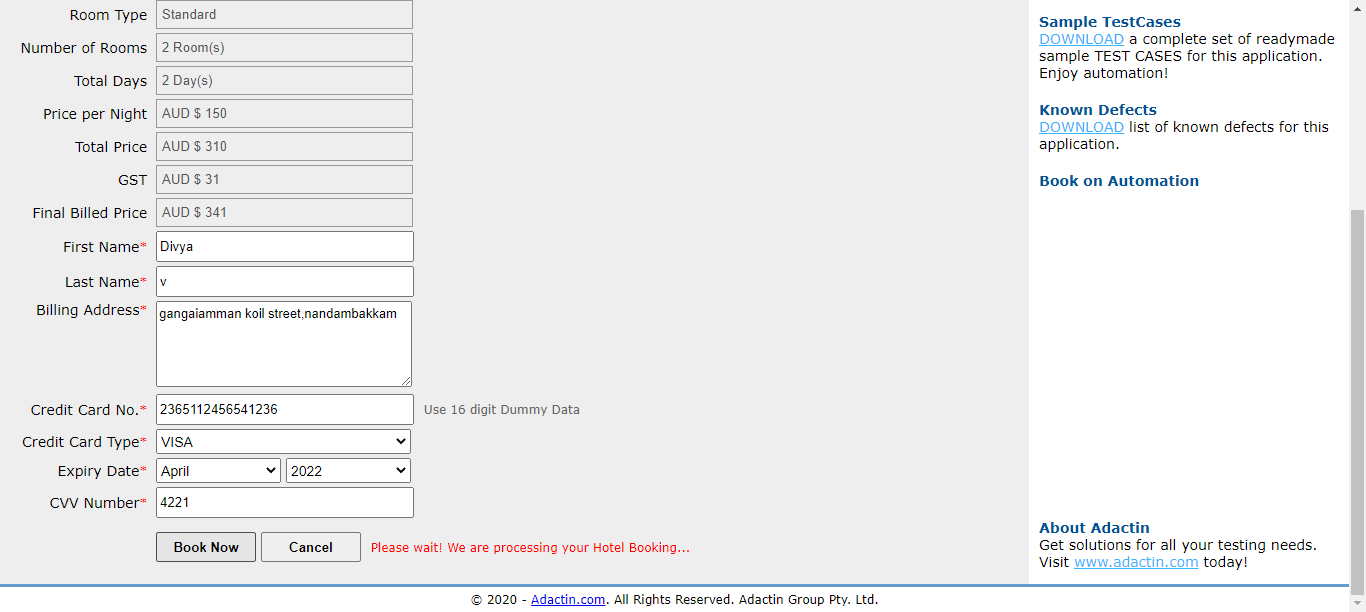 Room Type Standard
Number of Rooms 2 Room(s)
Total Days 2 Day(s)
Price per Night AUD $ 150
Total Price AUD $ 310
GST AUD $ 31
Final Billed Price AUD $ 341
First Name* Divya
Last Name* v
Billing Address* gangaiamman koil street,nandambakkam
Credit Card No.* 2365112456541236 Use 16 digit Dummy Data
Credit Card Type* VISA
Expiry Date* April 2022
CVV Number* 4221
Book Now Cancel Please wait! We are processing your Hotel Booking...
Sample TestCases
DOWNLOAD a complete set of readymade
sample TEST CASES for this application.
Enjoy automation!
Known Defects
DOWNLOAD list of known defects for this
application.
Book on Automation
About Adactin
Get solutions for all your testing needs.
Visit www.adactin.com today!
© 2020 - Adactin.com. All Rights Reserved. Adactin Group Pty. Ltd.